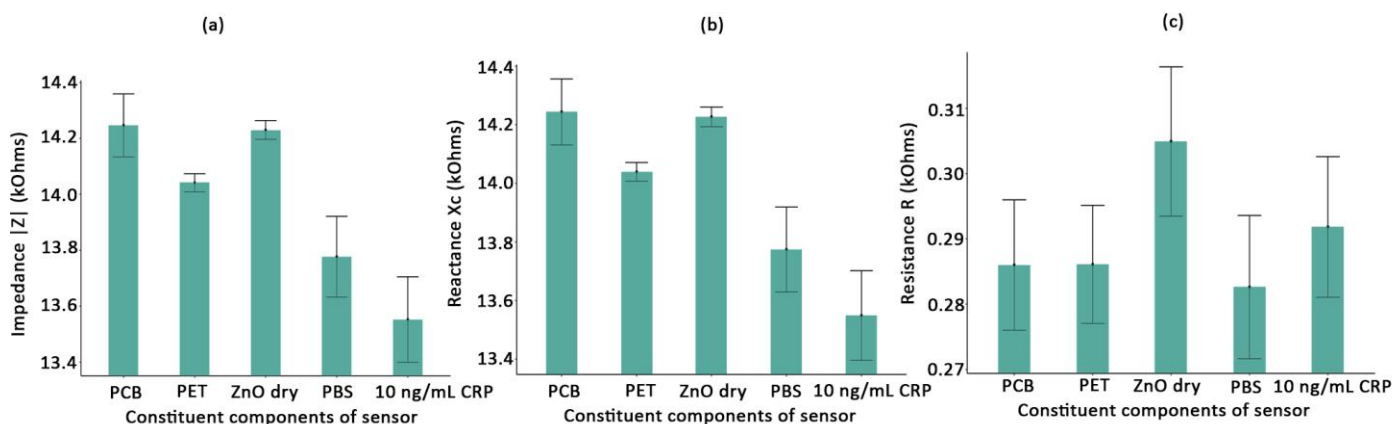 (a)
Impedance |Z| (kOhms)
14.4
14.2
14.0
13.8
13.6
13.4
PCB PET ZnO dry PBS 10 ng/mL CRP
Constituent components of sensor
(b)
Reactance Xc (kOhms)
14.4
14.2
14.0
13.8
13.6
13.4
PCB PET ZnO dry PBS 10 ng/mL CRP
Constituent components of sensor
(c)
Resistance R (kOhms)
0.31
0.30
0.29
0.28
0.27
PCB PET ZnO dry PBS 10 ng/mL CRP
Constituent components of sensor